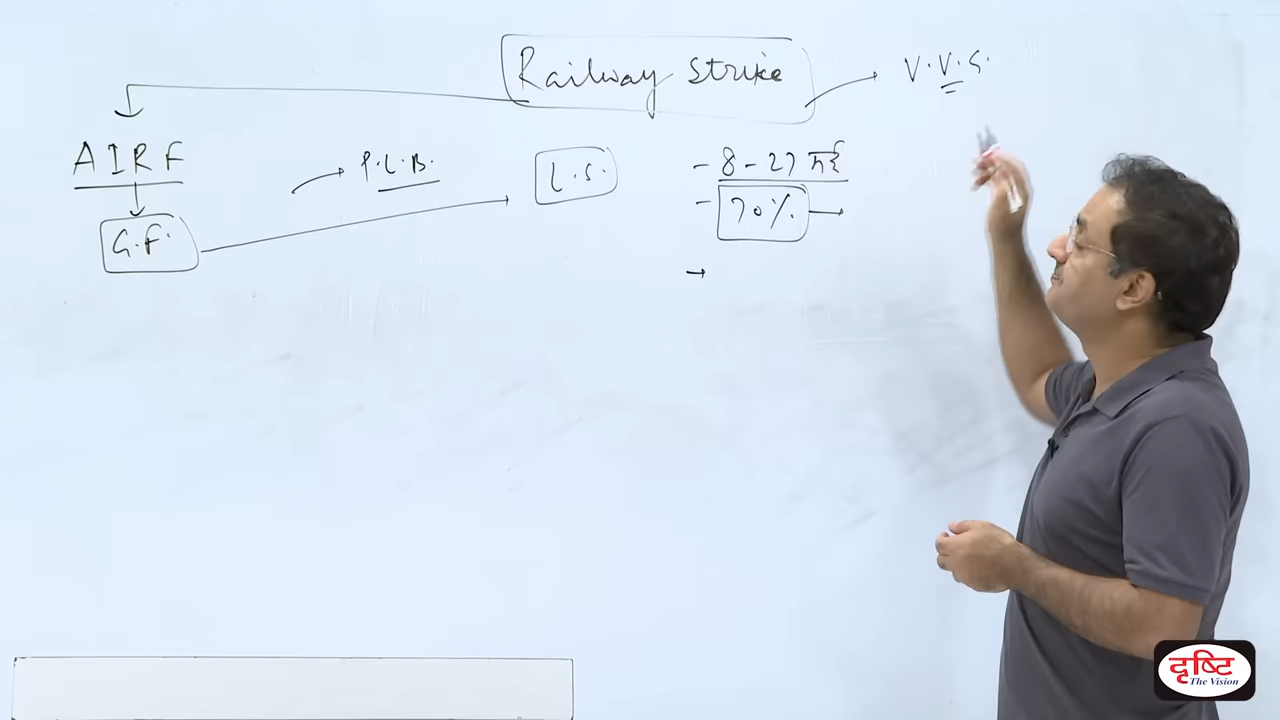 Railway Strike
V.V.G.
AIRF
P.L.B.
L.S.
- 8-27 मई
G.F.
- 70%
दृष्टि
The Vision